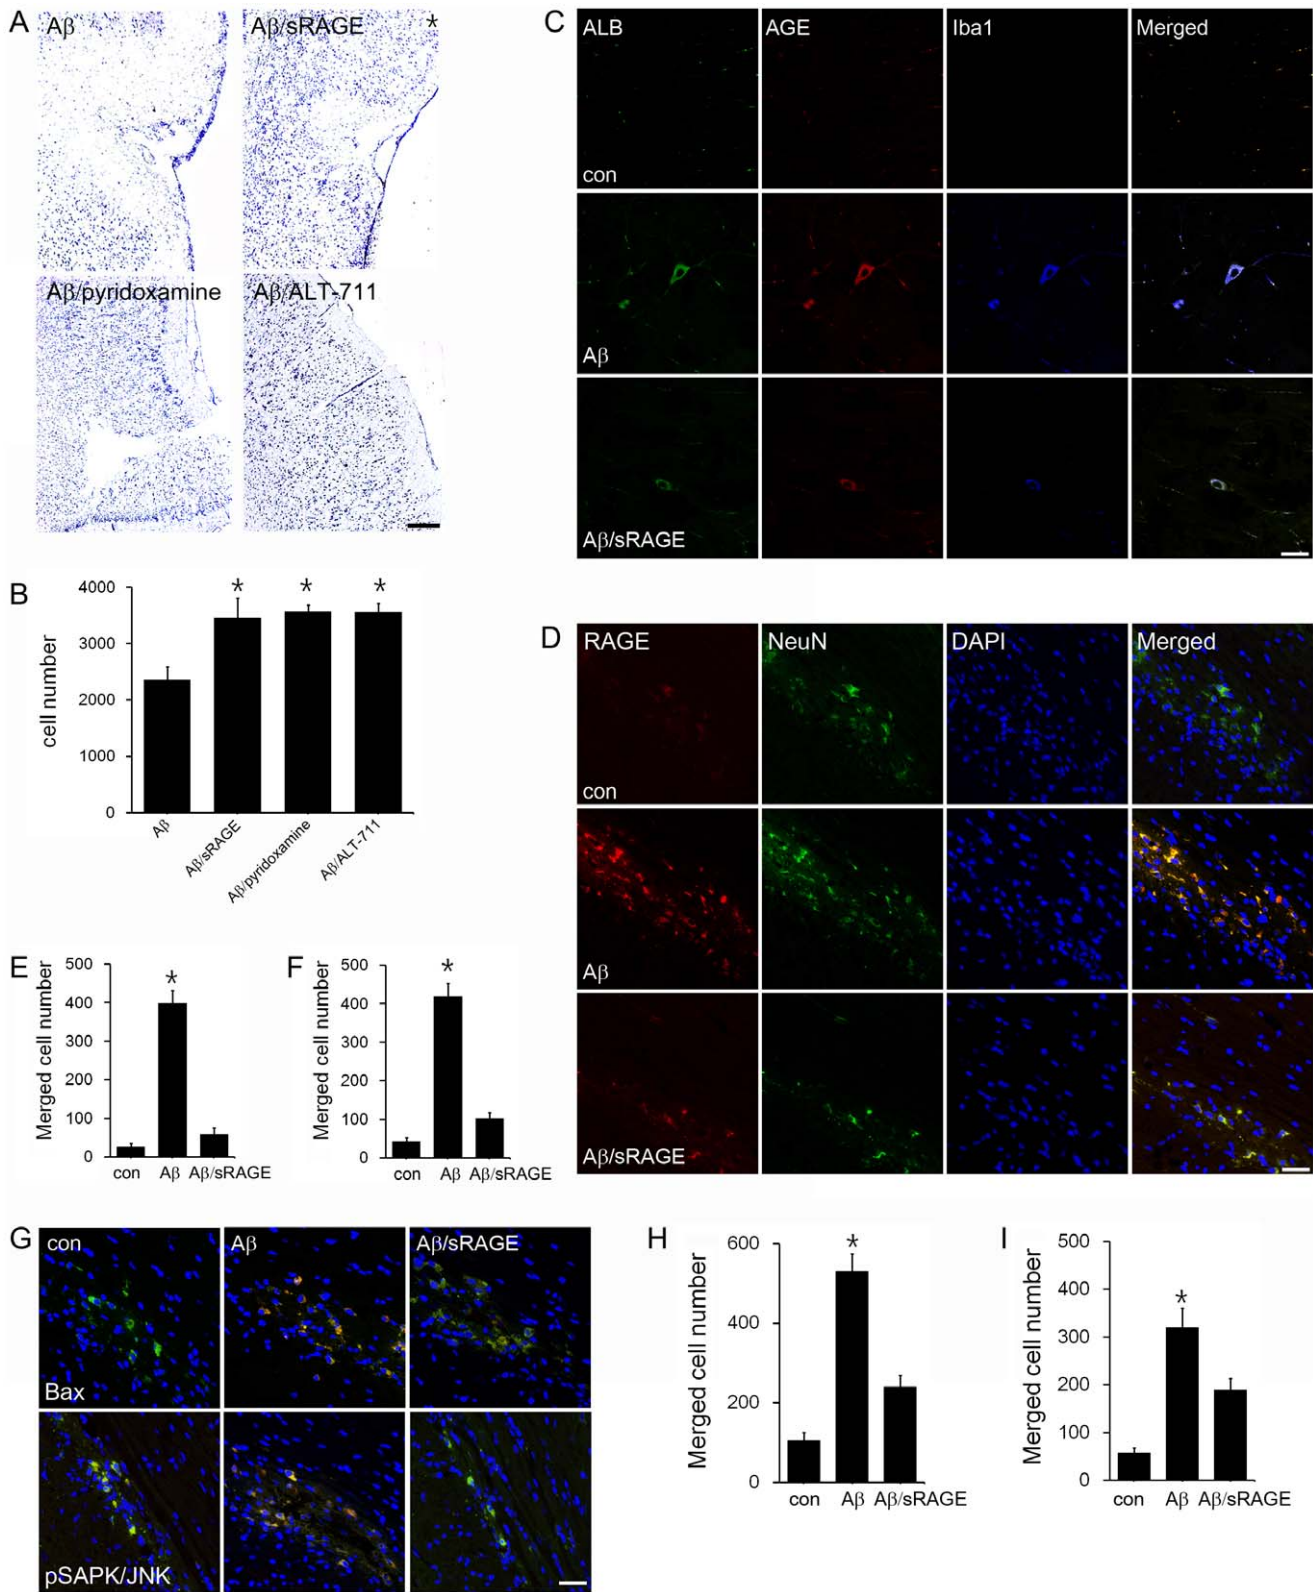 A
Aβ
Aβ/sRAGE
*
Aβ/pyridoxamine
Aβ/ALT-711
B
cell number
4000
3000
2000
1000
0
*
*
*
Aβ
Aβ/sRAGE
Aβ/pyridoxamine
Aβ/ALT-711
C
ALB
AGE
Iba1
Merged
con
Aβ
Aβ/sRAGE
D
RAGE
NeuN
DAPI
Merged
con
Aβ
Aβ/sRAGE
E
Merged cell number
500
400
300
200
100
0
*
con
Aβ
Aβ/sRAGE
F
Merged cell number
500
400
300
200
100
0
*
con
Aβ
Aβ/sRAGE
G
con
Aβ
Aβ/sRAGE
Bax
pSAPK/JNK
H
Merged cell number
600
400
200
0
*
con
Aβ
Aβ/sRAGE
I
Merged cell number
500
400
300
200
100
0
*
con
Aβ
Aβ/sRAGE